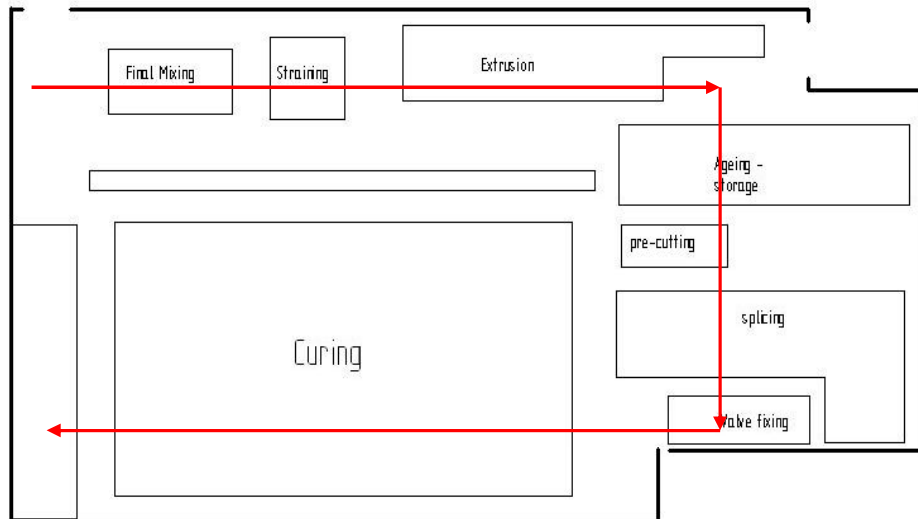 Final Mixing
Straining
Extrusion
Ageing -
storage
pre-cutting
splicing
Curing
Valve fixing